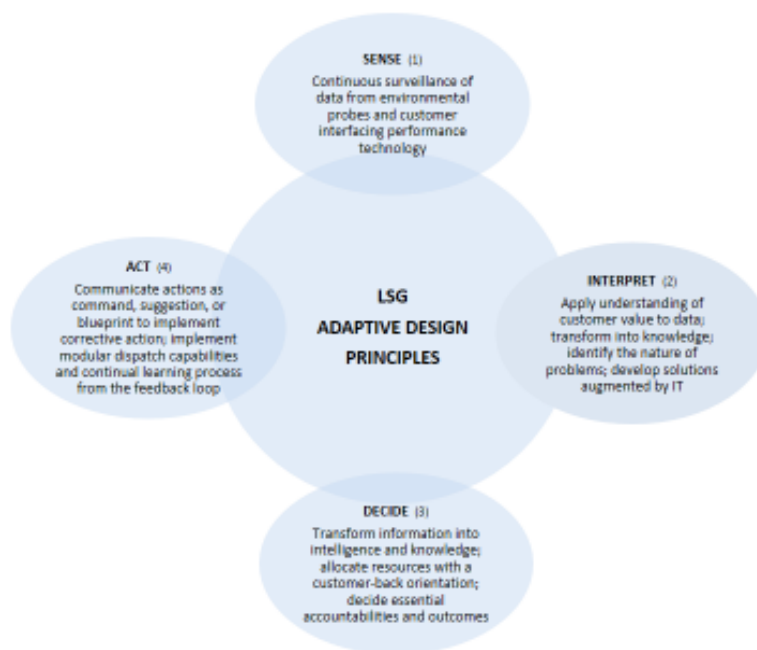 SENSE (1)
Continuous surveillance of
data from environmental
probes and customer
interfacing performance
technology
ACT (4)
Communicate actions as
command, suggestion, or
blueprint to implement
corrective action; implement
modular dispatch capabilities
and continual learning process
from the feedback loop
LSG
ADAPTIVE DESIGN
PRINCIPLES
INTERPRET (2)
Apply understanding of
customer value to data;
transform into knowledge;
identify the nature of
problems; develop solutions
augmented by IT
DECIDE (3)
Transform information into
intelligence and knowledge;
allocate resources with a
customer-back orientation;
decide essential
accountabilities and outcomes